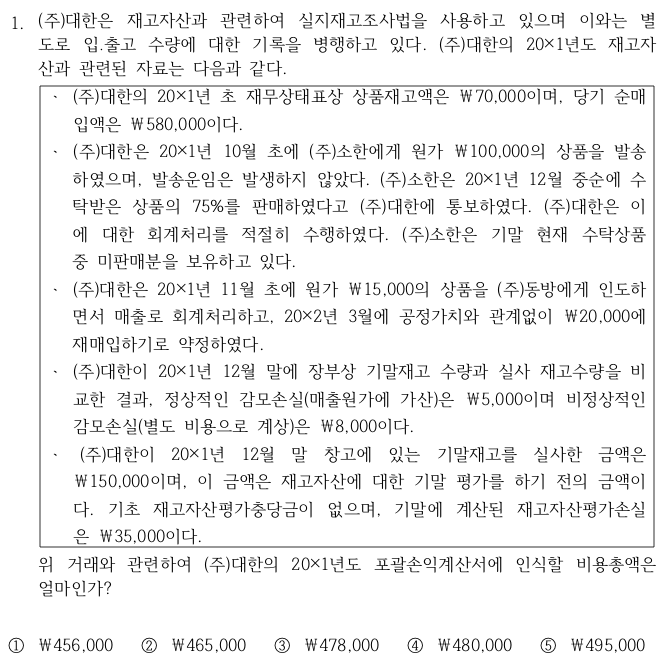 1. (주)대한은 재고자산과 관련하여 실지재고조사법을 사용하고 있으며 이와는 별
도로 입.출고 수량에 대한 기록을 병행하고 있다. (주)대한의 20×1년도 재고자
산과 관련된 자료는 다음과 같다.
、 (주)대한의 20×1년 초 재무상태표상 상품재고액은 ₩70,000이며, 당기 순매
입액은 ₩580,000이다.
、 (주)대한은 20×1년 10월 초에 (주)소한에게 원가 ₩100,000의 상품을 발송
하였으며, 발송운임은 발생하지 않았다. (주)소한은 20×1년 12월 중순에 수
탁받은 상품의 75%를 판매하였다고 (주)대한에 통보하였다. (주)대한은 이
에 대한 회계처리를 적절히 수행하였다. (주)소한은 기말 현재 수탁상품
중 미판매분을 보유하고 있다.
、 (주)대한은 20×1년 11월 초에 원가 ₩15,000의 상품을 (주)동방에게 인도하
면서 매출로 회계처리하고, 20×2년 3월에 공정가치와 관계없이 ₩20,000에
재매입하기로 약정하였다.
、 (주)대한이 20×1년 12월 말에 장부상 기말재고 수량과 실사 재고수량을 비
교한 결과, 정상적인 감모손실(매출원가에 가산)은 ₩5,000이며 비정상적인
감모손실(별도 비용으로 계상)은 ₩8,000이다.
、 (주)대한이 20×1년 12월 말 창고에 있는 기말재고를 실사한 금액은
₩150,000이며, 이 금액은 재고자산에 대한 기말 평가를 하기 전의 금액이
다. 기초 재고자산평가충당금이 없으며, 기말에 계산된 재고자산평가손실
은 ₩35,000이다.
위 거래와 관련하여 (주)대한의 20×1년도 포괄손익계산서에 인식할 비용총액은
얼마인가?
① ₩456,000 ② ₩465,000 ③ ₩478,000 ④ ₩480,000 ⑤ ₩495,000